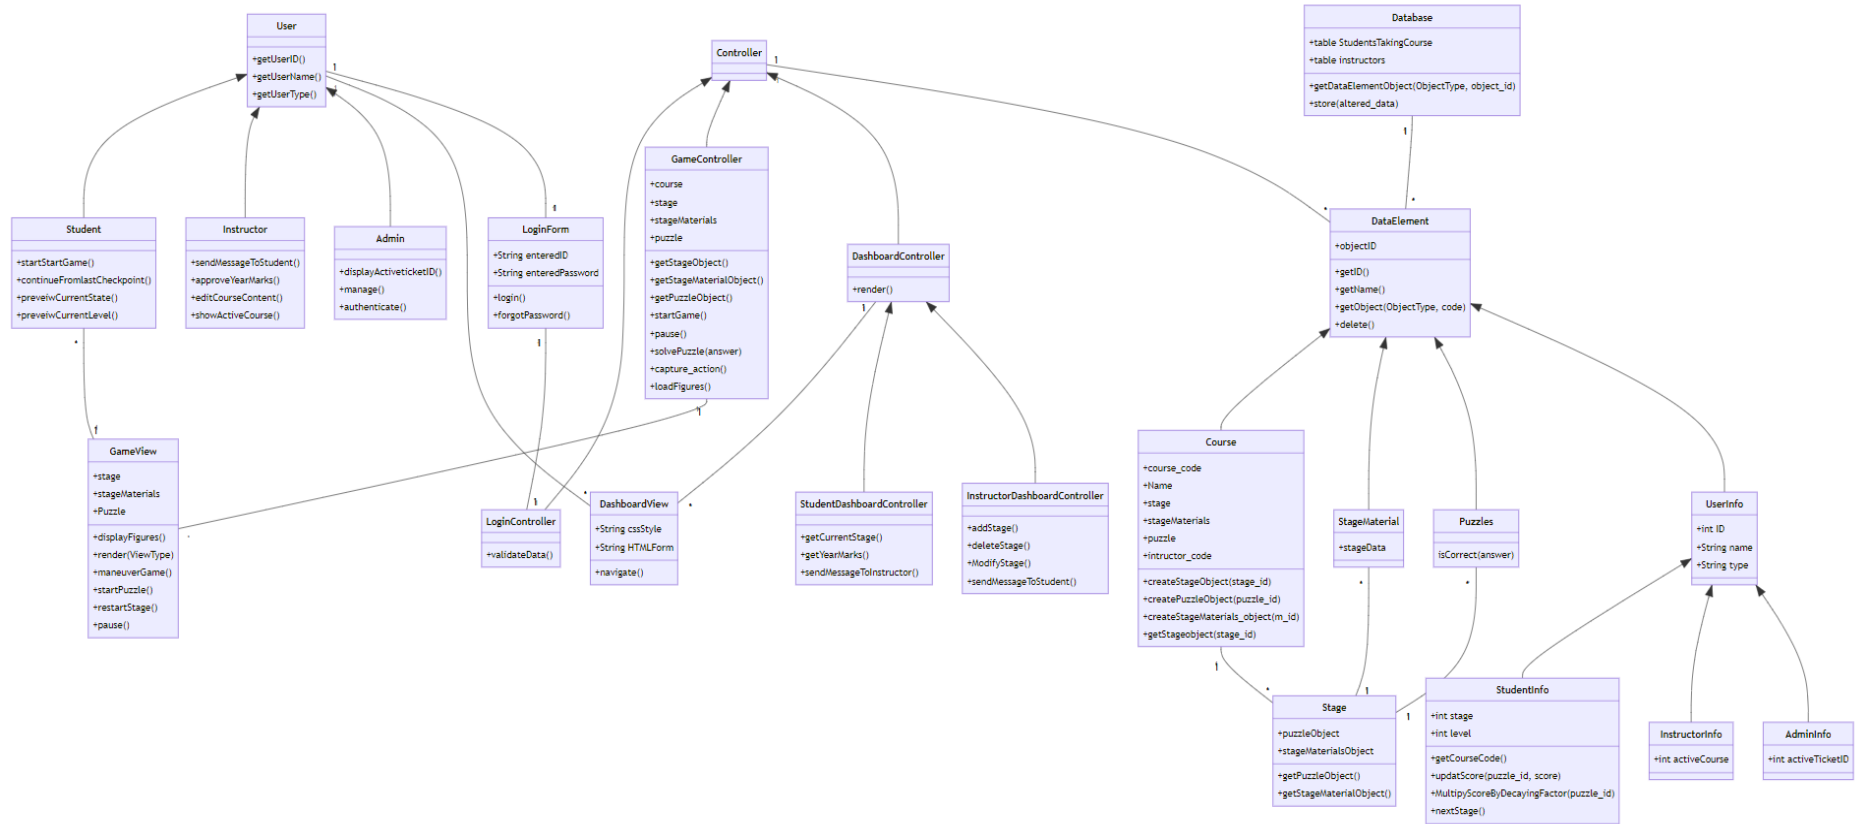 User
+getUserID()
+getUserName()
+getUserType()
1
1
Controller
1
Database
+table StudentsTakingCourse
+table instructors
+getDataElementObject(ObjectType, object_id)
+store(altered_data)
1
*
*
GameController
+course
+stage
+stageMaterials
+puzzle
+getStageObject()
+getStageMaterialObject()
+getPuzzleObject()
+startGame()
+pause()
+solvePuzzle(answer)
+capture_action()
+loadFigures()
1
Student
+startStartGame()
+continueFromlastCheckpoint()
+preveiwCurrentState()
+preveiwCurrentLevel()
*
Instructor
+sendMessageToStudent()
+approveYearMarks()
+editCourseContent()
+showActiveCourse()
Admin
+displayActiveticketID()
+manage()
+authenticate()
1
LoginForm
+String enteredID
+String enteredPassword
+login()
+forgotPassword()
1
DashboardController
+render()
1
DataElement
+objectID
+getID()
+getName()
+getObject(ObjectType, code)
+delete()
1
GameView
+stage
+stageMaterials
+Puzzle
+displayFigures()
+render(ViewType)
+maneuverGame()
+startPuzzle()
+restartStage()
+pause()
*
1
LoginController
+validateData()
*
DashboardView
+String cssStyle
+String HTMLForm
+navigate()
*
StudentDashboardController
+getCurrentStage()
+getYearMarks()
+sendMessageToInstructor()
InstructorDashboardController
+addStage()
+deleteStage()
+ModifyStage()
+sendMessageToStudent()
Course
+course_code
+Name
+stage
+stageMaterials
+puzzle
+intructor_code
+createStageObject(stage_id)
+createPuzzleObject(puzzle_id)
+createStageMaterials_object(m_id)
+getStageobject(stage_id)
1
StageMaterial
+stageData
*
Puzzles
isCorrect(answer)
*
UserInfo
+int ID
+String name
+String type
*
1
1
Stage
+puzzleObject
+stageMaterialsObject
+getPuzzleObject()
+getStageMaterialObject()
StudentInfo
+int stage
+int level
+getCourseCode()
+updatScore(puzzle_id, score)
+MultipyScoreByDecayingFactor(puzzle_id)
+nextStage()
InstructorInfo
+int activeCourse
AdminInfo
+int activeTicketID